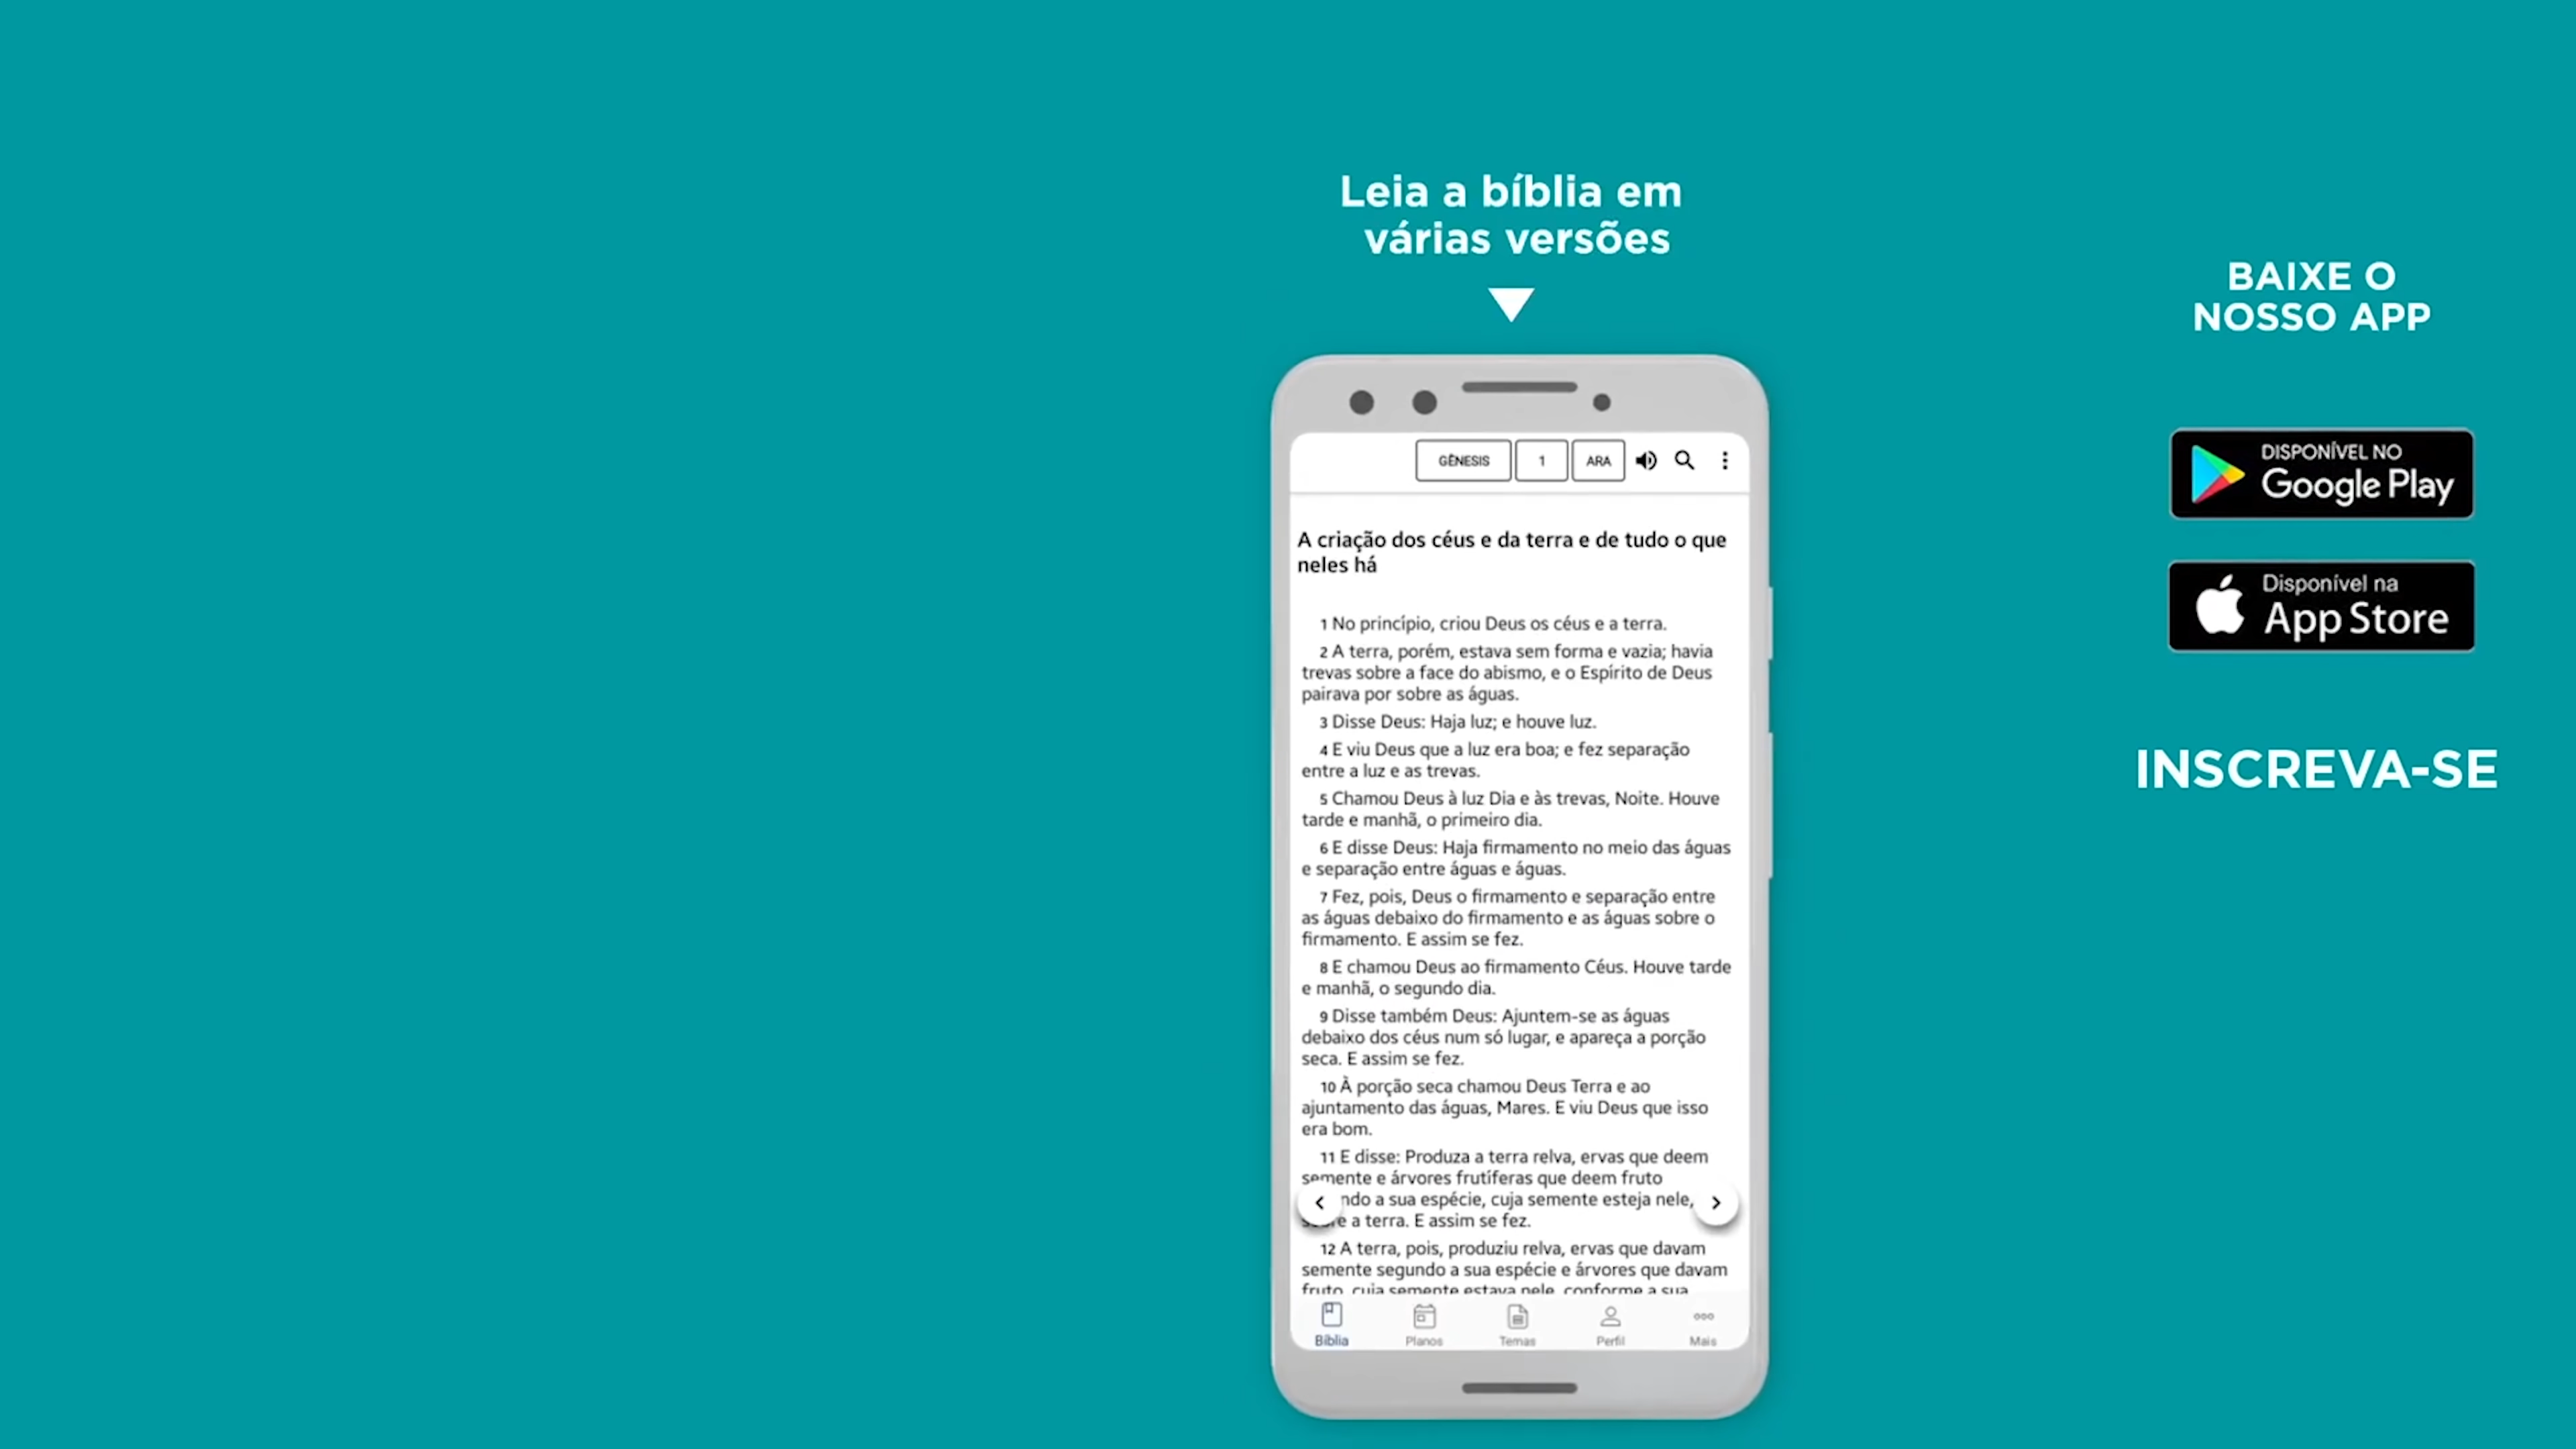 Leia a bíblia em
várias versões
GÊNESIS 1 ARA
A criação dos céus e da terra e de tudo o que
neles há
1 No princípio, criou Deus os céus e a terra.
2 A terra, porém, estava sem forma e vazia; havia
trevas sobre a face do abismo, e o Espírito de Deus
pairava por sobre as águas.
3 Disse Deus: Haja luz; e houve luz.
4 E viu Deus que a luz era boa; e fez separação
entre a luz e as trevas.
5 Chamou Deus à luz Dia e às trevas, Noite. Houve
tarde e manhã, o primeiro dia.
6 E disse Deus: Haja firmamento no meio das águas
e separação entre águas e águas.
7 Fez, pois, Deus o firmamento e separação entre
as águas debaixo do firmamento e as águas sobre o
firmamento. E assim se fez.
8 E chamou Deus ao firmamento Céus. Houve tarde
e manhã, o segundo dia.
9 Disse também Deus: Ajuntem-se as águas
debaixo dos céus num só lugar, e apareça a porção
seca. E assim se fez.
10 À porção seca chamou Deus Terra e ao
ajuntamento das águas, Mares. E viu Deus que isso
era bom.
11 E disse: Produza a terra relva, ervas que deem
semente e árvores frutíferas que deem fruto
a sua espécie, cuja semente esteja nele,
a terra. E assim se fez.
12 A terra, pois, produziu relva, ervas que davam
semente segundo a sua espécie e árvores que davam
fruto, cuja semente estava nele, conforme a sua
Bíblia Planos Temas Perfil Mais
BAIXE O
NOSSO APP
DISPONÍVEL NO
Google Play
Disponível na
App Store
INSCREVA-SE